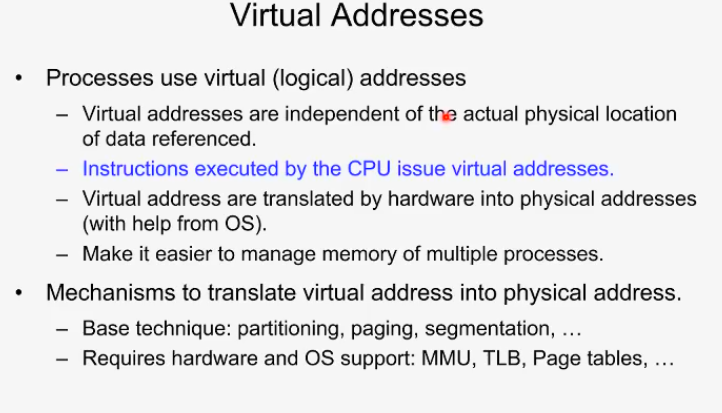 Virtual Addresses
• Processes use virtual (logical) addresses
– Virtual addresses are independent of the actual physical location
of data referenced.
– Instructions executed by the CPU issue virtual addresses.
– Virtual address are translated by hardware into physical addresses
(with help from OS).
– Make it easier to manage memory of multiple processes.
• Mechanisms to translate virtual address into physical address.
– Base technique: partitioning, paging, segmentation, …
– Requires hardware and OS support: MMU, TLB, Page tables, …